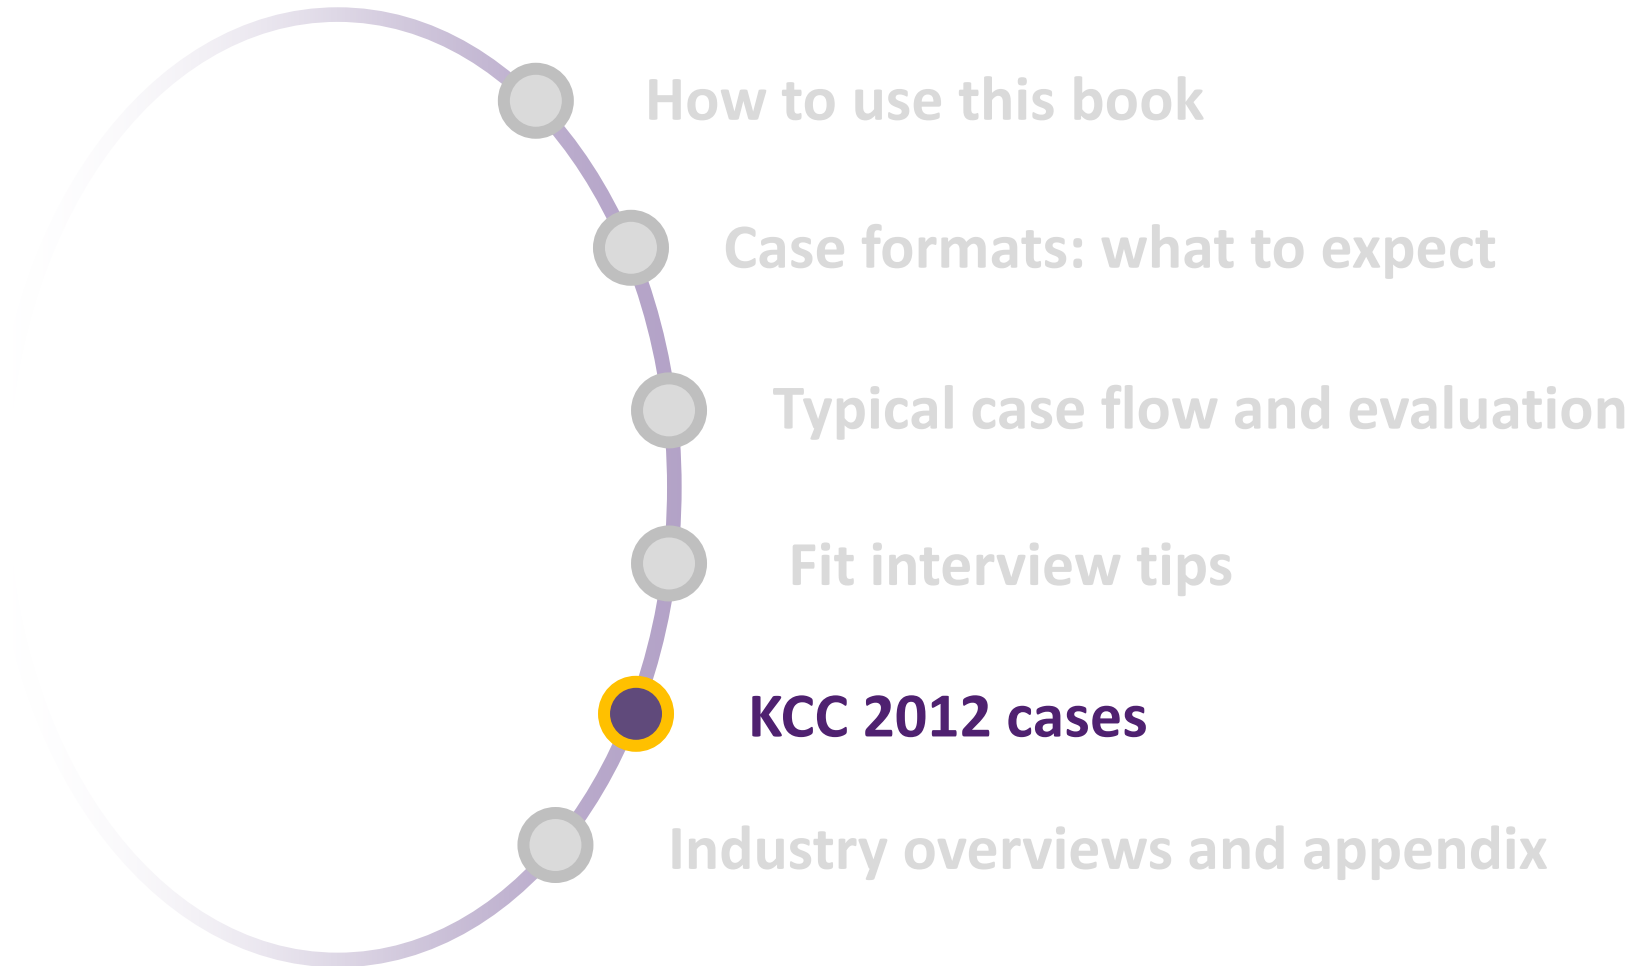 How to use this book
Case formats: what to expect
Typical case flow and evaluation
Fit interview tips
KCC 2012 cases
Industry overviews and appendix